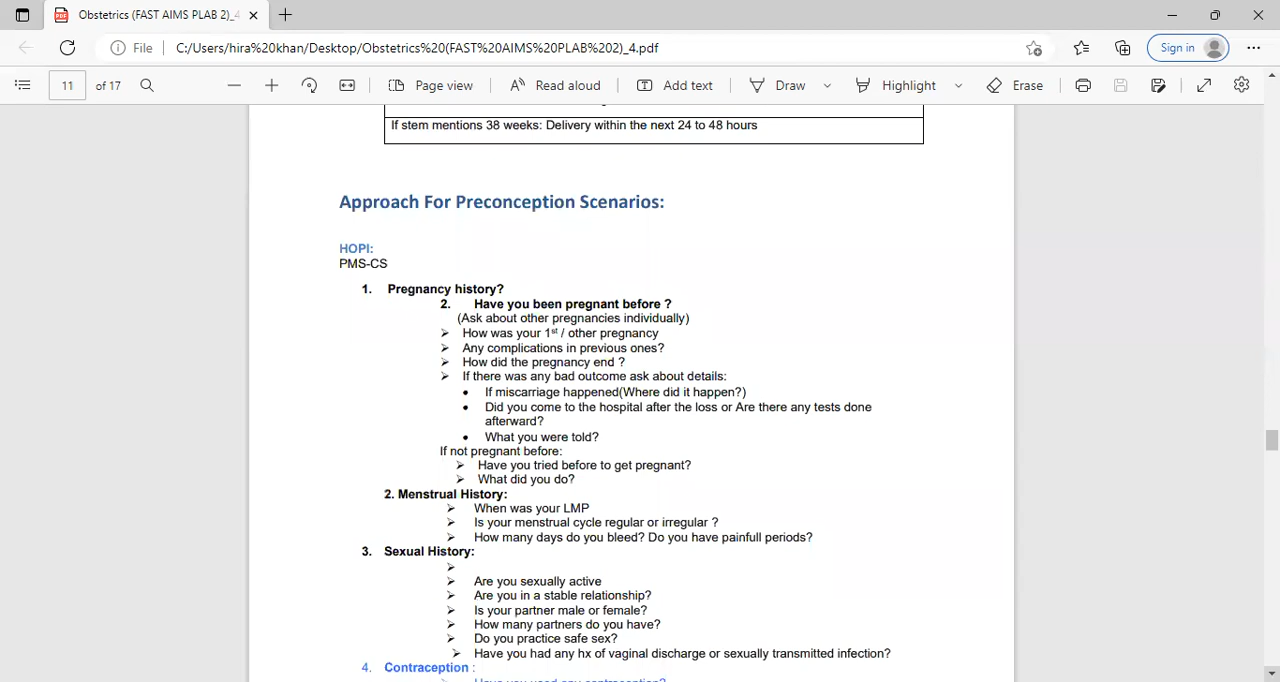 Obstetrics (FAST AIMS PLAB 2)_4
File C:/Users/hira%20khan/Desktop/Obstetrics%20(FAST%20AIMS%20PLAB%202)_4.pdf Sign in
11 of 17 Page view Read aloud Add text Draw Highlight Erase
If stem mentions 38 weeks: Delivery within the next 24 to 48 hours
Approach For Preconception Scenarios:
HOPI:
PMS-CS
1. Pregnancy history?
2. Have you been pregnant before ?
(Ask about other pregnancies individually)
➢ How was your 1st / other pregnancy
➢ Any complications in previous ones?
➢ How did the pregnancy end ?
➢ If there was any bad outcome ask about details:
• If miscarriage happened(Where did it happen?)
• Did you come to the hospital after the loss or Are there any tests done
afterward?
• What you were told?
If not pregnant before:
➢ Have you tried before to get pregnant?
➢ What did you do?
2. Menstrual History:
➢ When was your LMP
➢ Is your menstrual cycle regular or irregular ?
➢ How many days do you bleed? Do you have painfull periods?
3. Sexual History:
➢
➢ Are you sexually active
➢ Are you in a stable relationship?
➢ Is your partner male or female?
➢ How many partners do you have?
➢ Do you practice safe sex?
➢ Have you had any hx of vaginal discharge or sexually transmitted infection?
4. Contraception :
➢ Have you used any contraception?